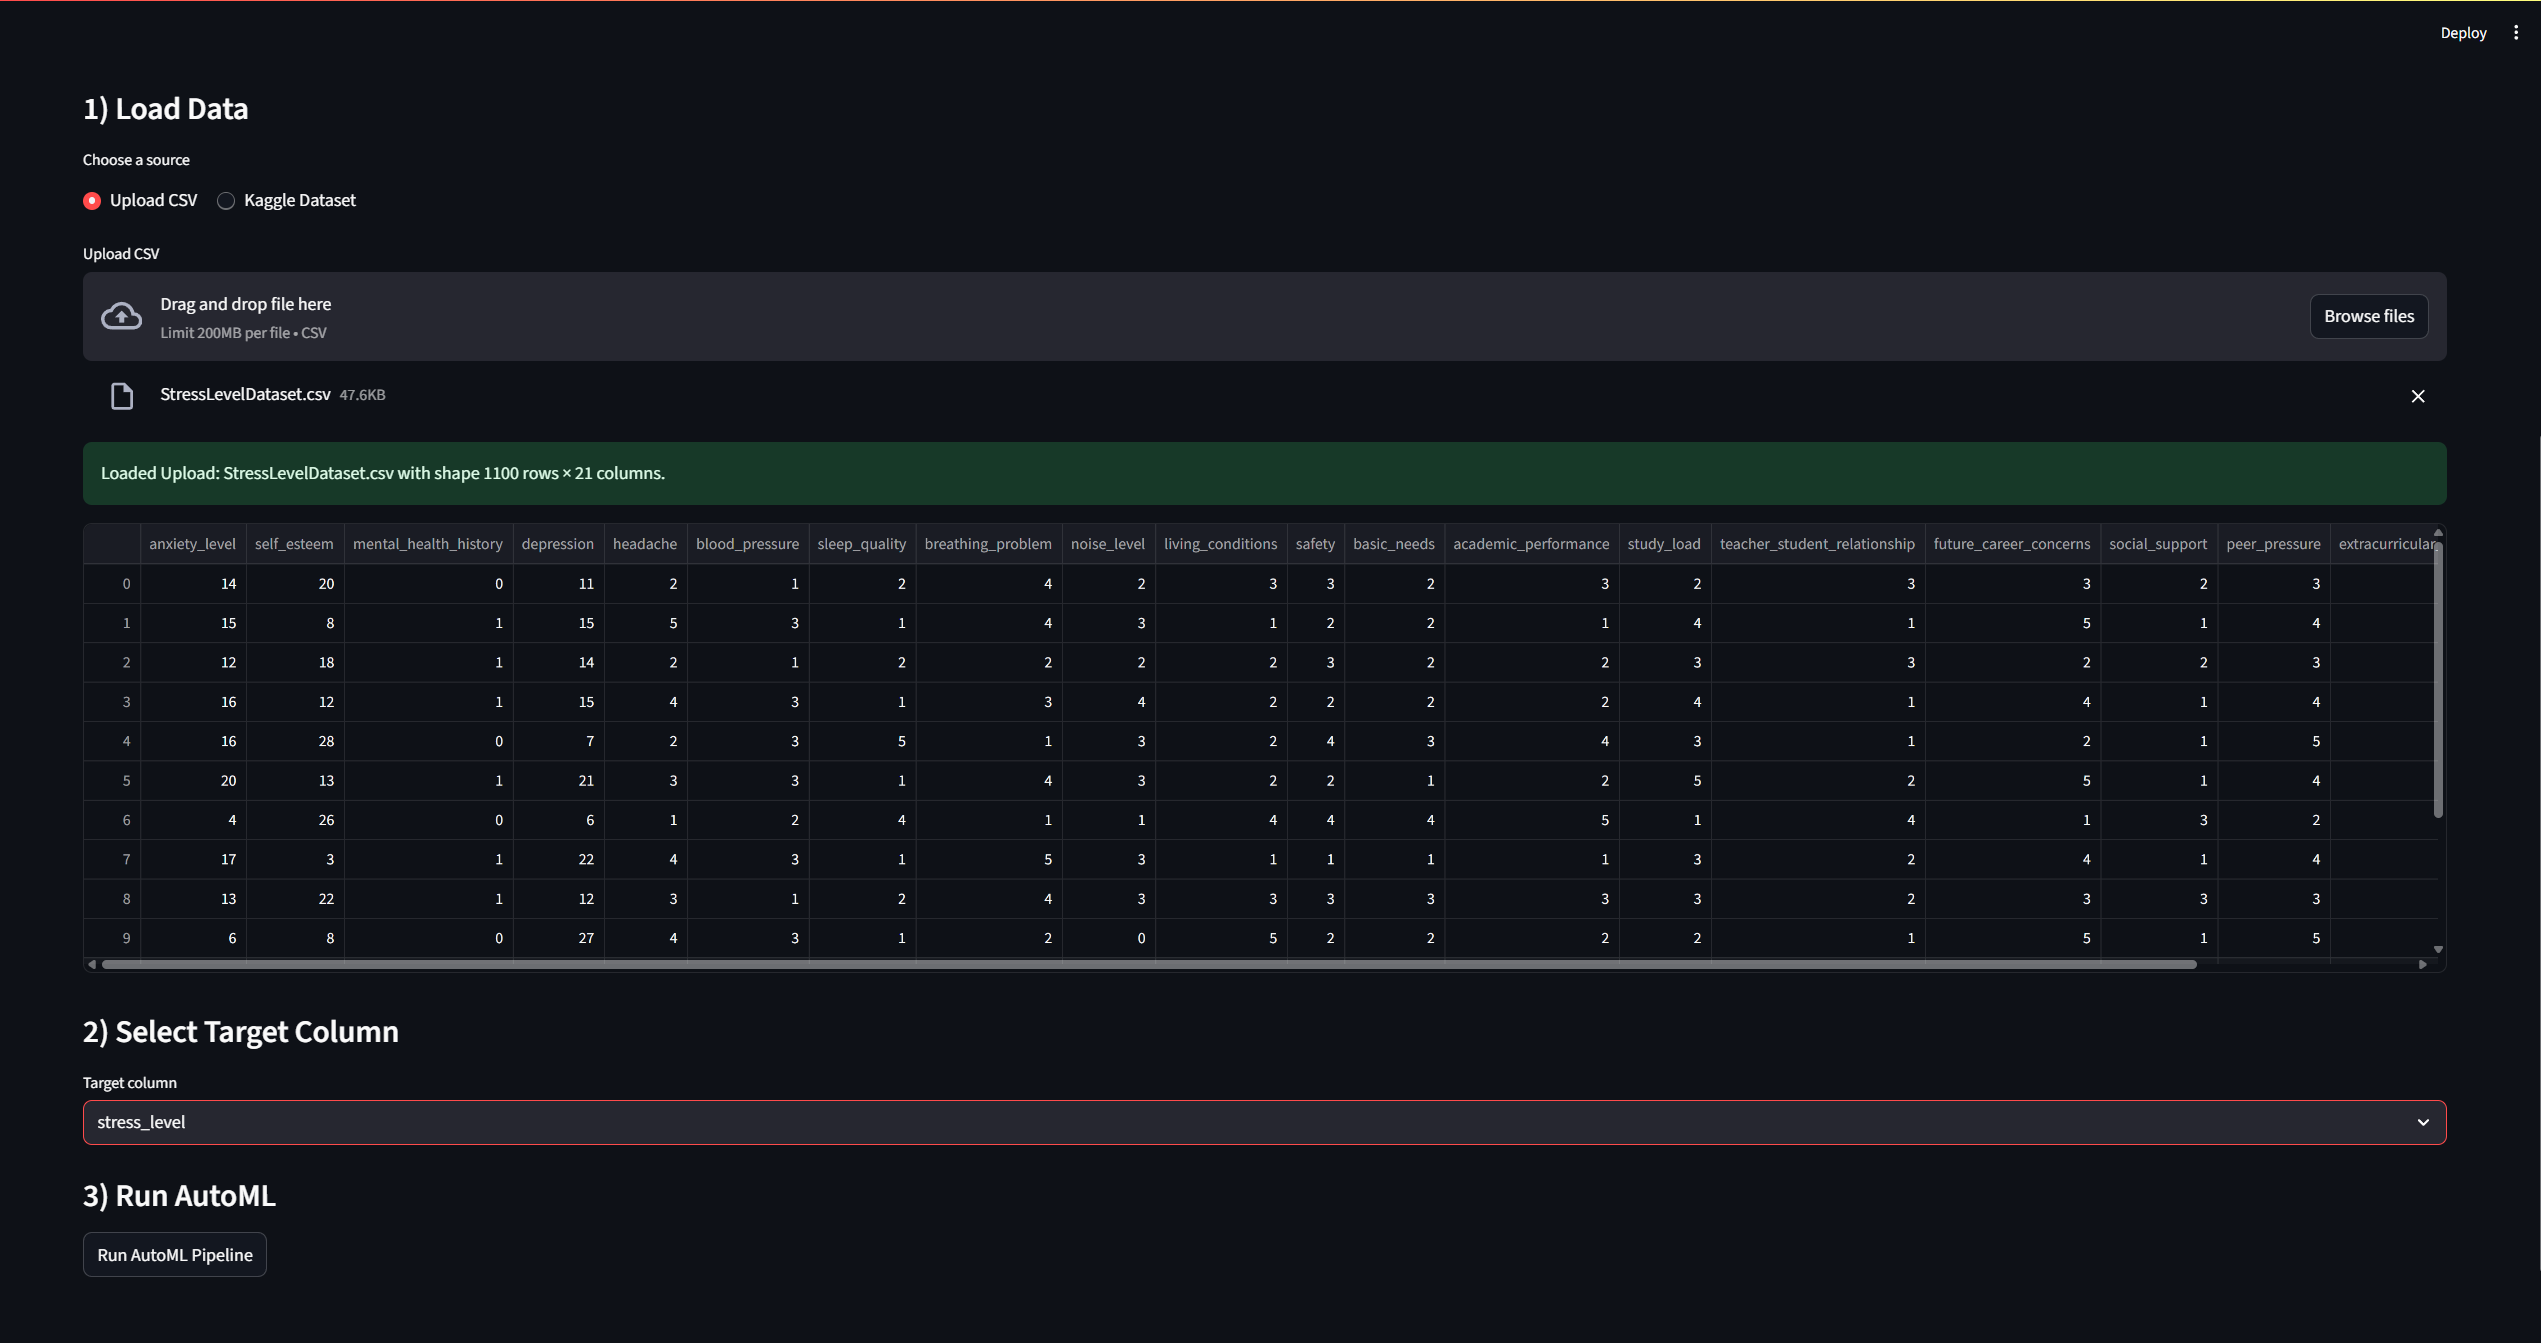 Deploy
1) Load Data
Choose a source
Upload CSV Kaggle Dataset
Upload CSV
Drag and drop file here
Limit 200MB per file • CSV
Browse files
StressLevelDataset.csv 47.6KB
Loaded Upload: StressLevelDataset.csv with shape 1100 rows × 21 columns.
anxiety_level self_esteem mental_health_history depression headache blood_pressure sleep_quality breathing_problem noise_level living_conditions safety basic_needs academic_performance study_load teacher_student_relationship future_career_concerns social_support peer_pressure extracurricular
0 14 20 0 11 2 1 2 4 2 3 3 2 3 2 3 3 2 3
1 15 8 1 15 5 3 1 4 3 1 2 2 1 4 1 5 1 4
2 12 18 1 14 2 1 2 2 2 2 3 2 2 3 3 2 2 3
3 16 12 1 15 4 3 1 3 4 2 2 2 2 4 1 4 1 4
4 16 28 0 7 2 3 5 1 3 2 4 3 4 3 1 2 1 5
5 20 13 1 21 3 3 1 4 3 2 2 1 2 5 2 5 1 4
6 4 26 0 6 1 2 4 1 1 4 4 4 5 1 4 1 3 2
7 17 3 1 22 4 3 1 5 3 1 1 1 1 3 2 4 1 4
8 13 22 1 12 3 1 2 4 3 3 3 3 3 3 2 3 3 3
9 6 8 0 27 4 3 1 2 0 5 2 2 2 2 1 5 1 5
2) Select Target Column
Target column
stress_level
3) Run AutoML
Run AutoML Pipeline